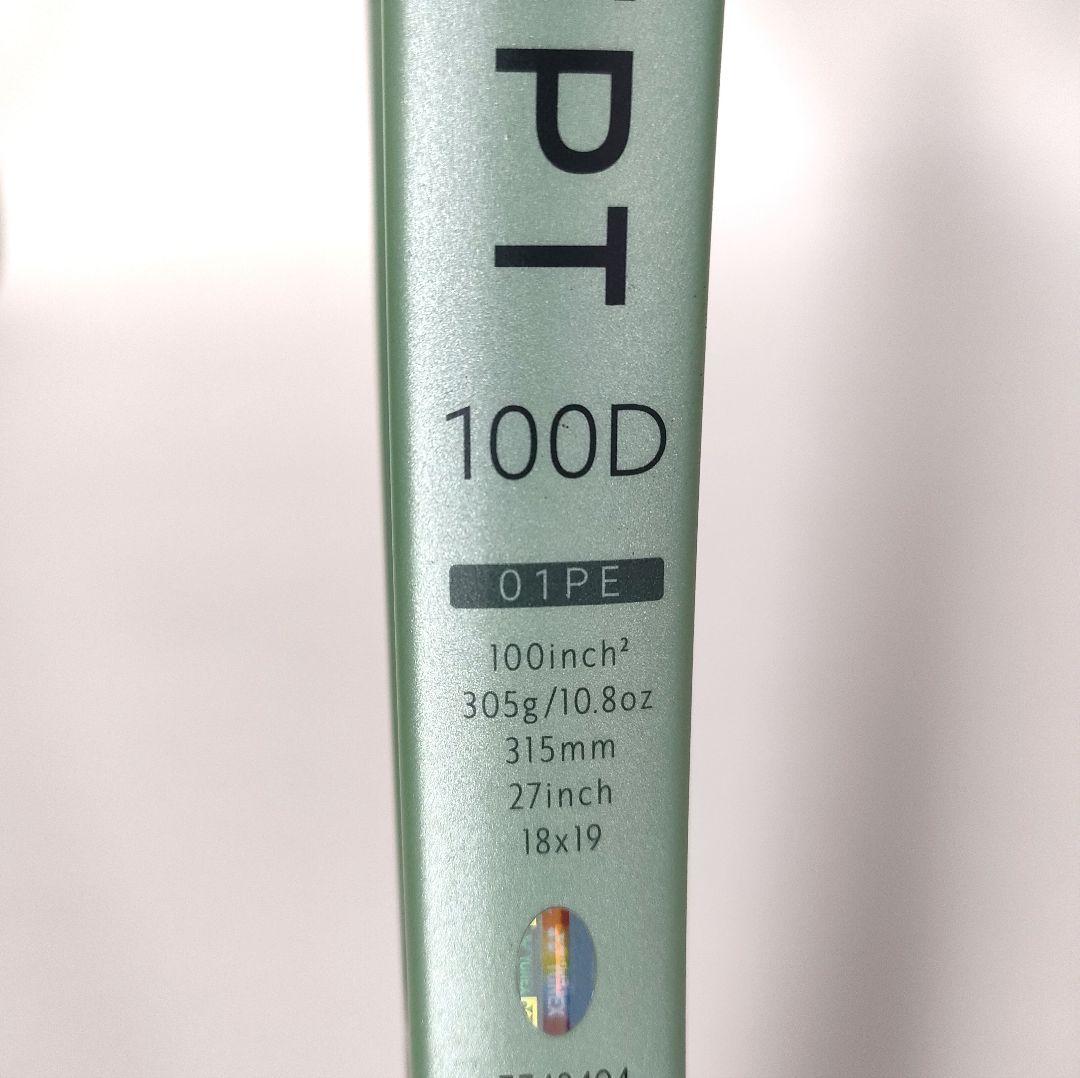 PT
100D
01PE
100inch²
305g/10.8oz
315mm
27inch
18x19